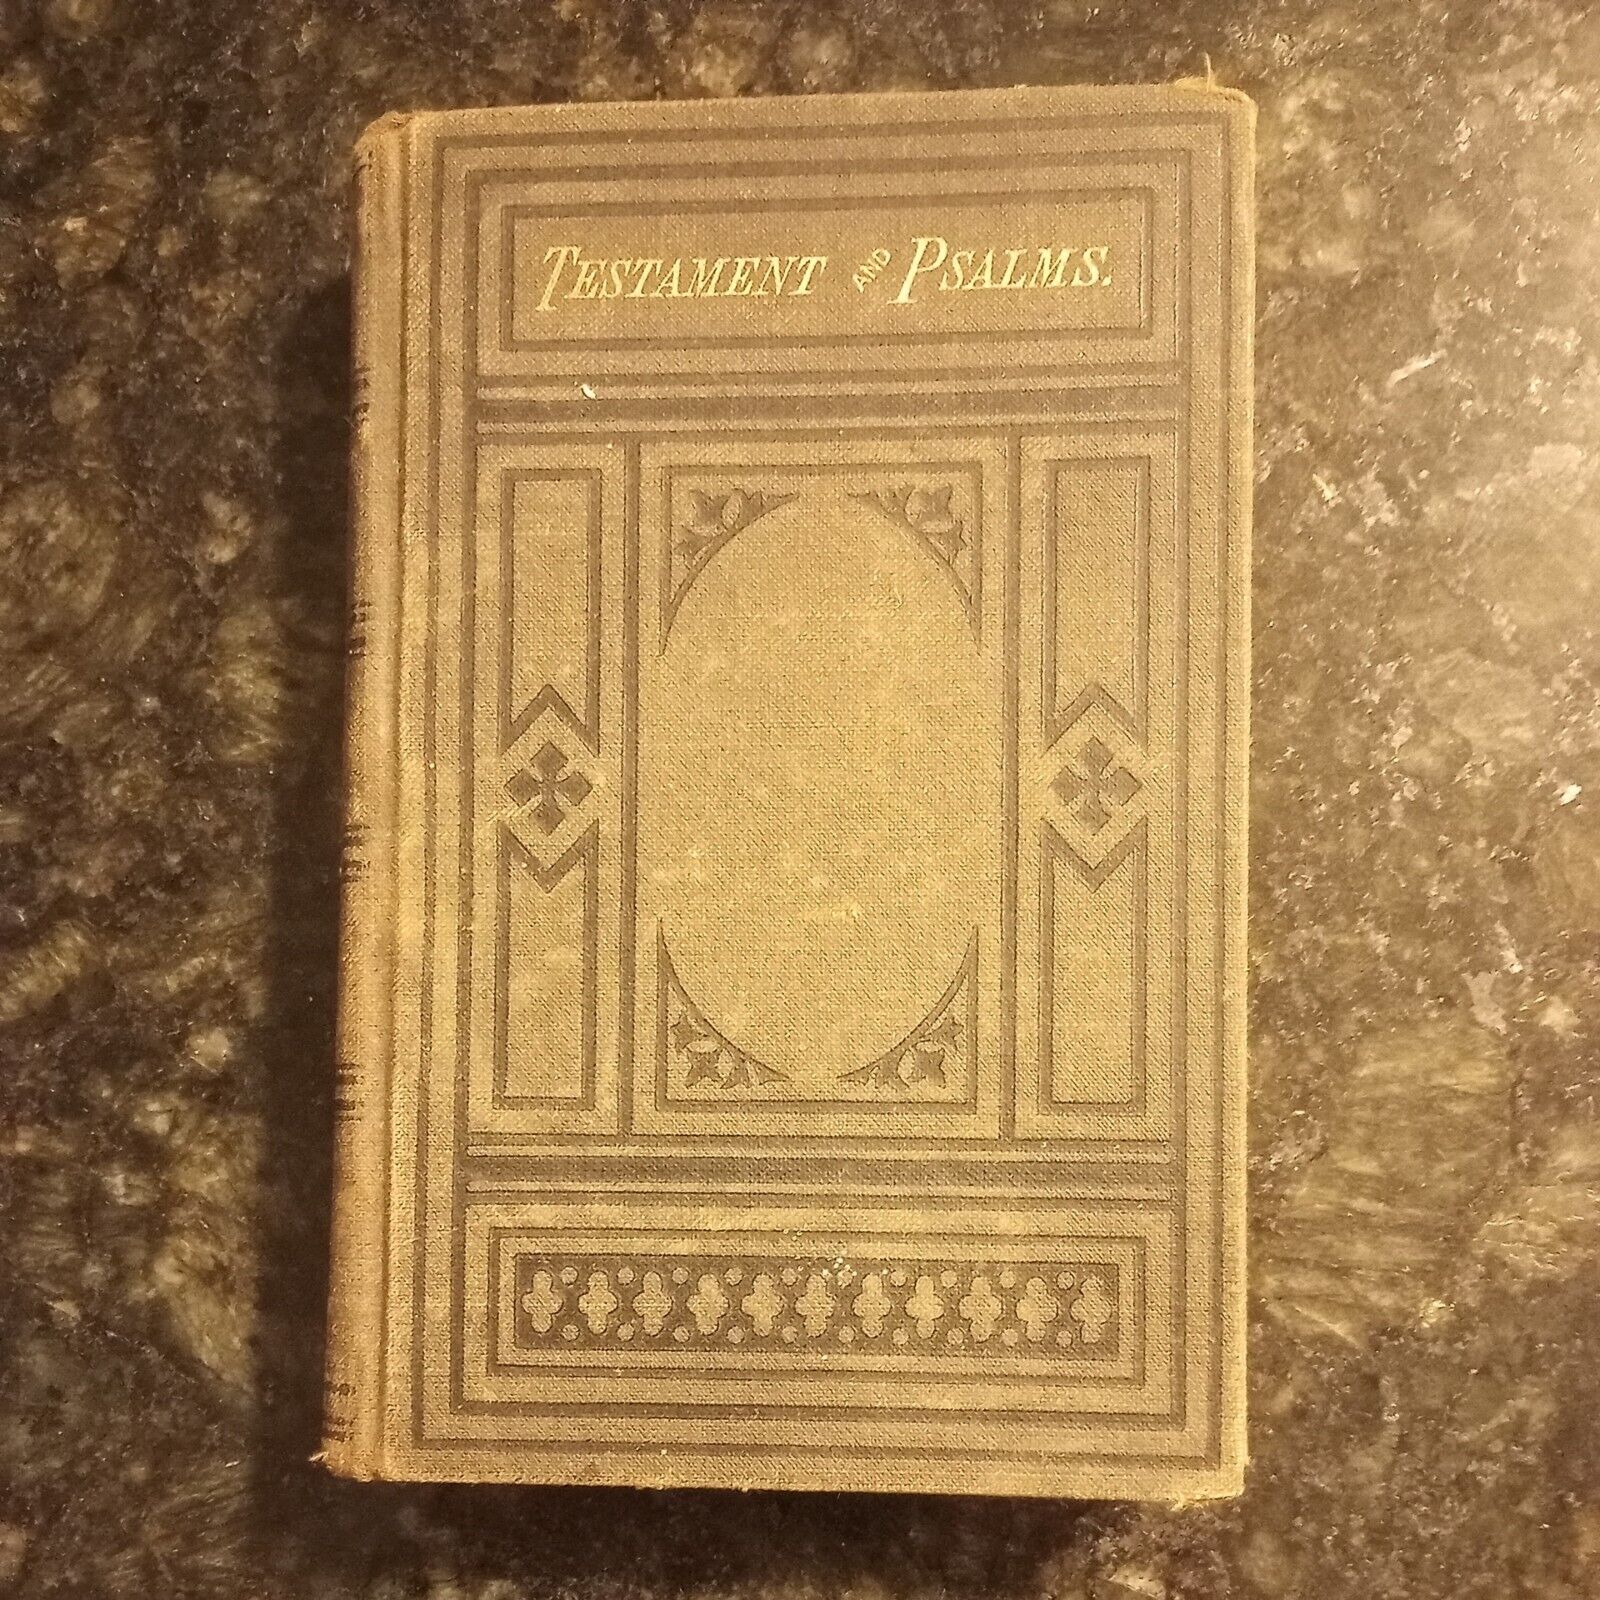 TESTAMENT AND PSALMS.